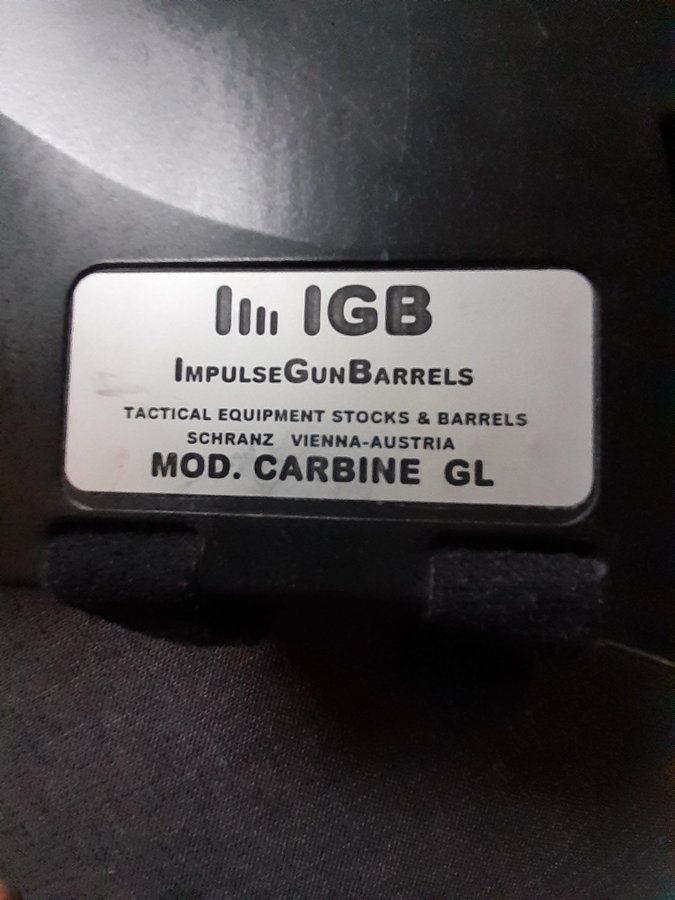 IGB
ImpulseGunBarrels
TACTICAL EQUIPMENT STOCKS & BARRELS
SCHRANZ VIENNA-AUSTRIA
MOD. CARBINE GL